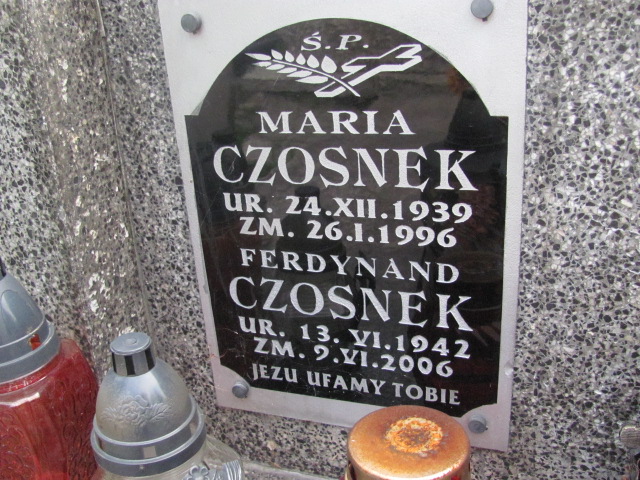 Ś.P.
MARIA
CZOSNEK
UR. 24.XII.1939
ZM. 26.I.1996
FERDYNAND
CZOSNEK
UR. 13.VI.1942
ZM. 9.VI.2006
JEZU UFAMY TOBIE